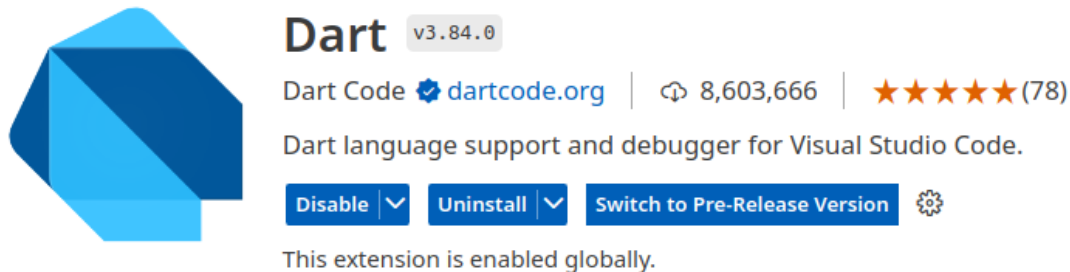 Dart v3.84.0
Dart Code dartcode.org 8,603,666 (78)
Dart language support and debugger for Visual Studio Code.
Disable Uninstall Switch to Pre-Release Version
This extension is enabled globally.